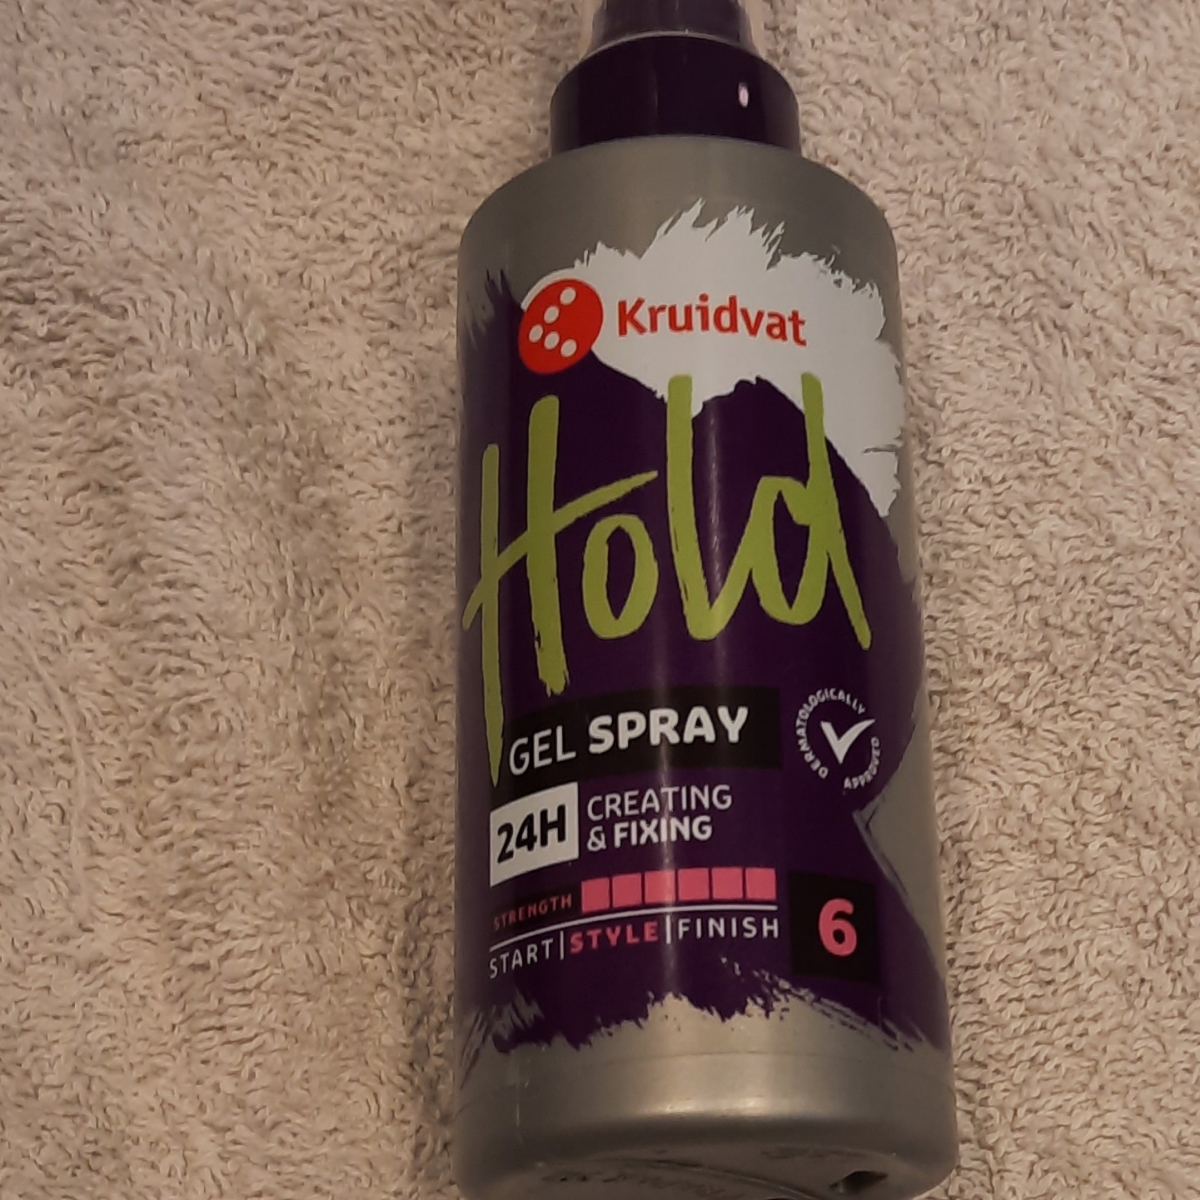 Kruidvat
Hold
GEL SPRAY
DERMATOLOGICALLY
APPROVED
24H
CREATING
& FIXING
STRENGTH
START|STYLE|FINISH
6